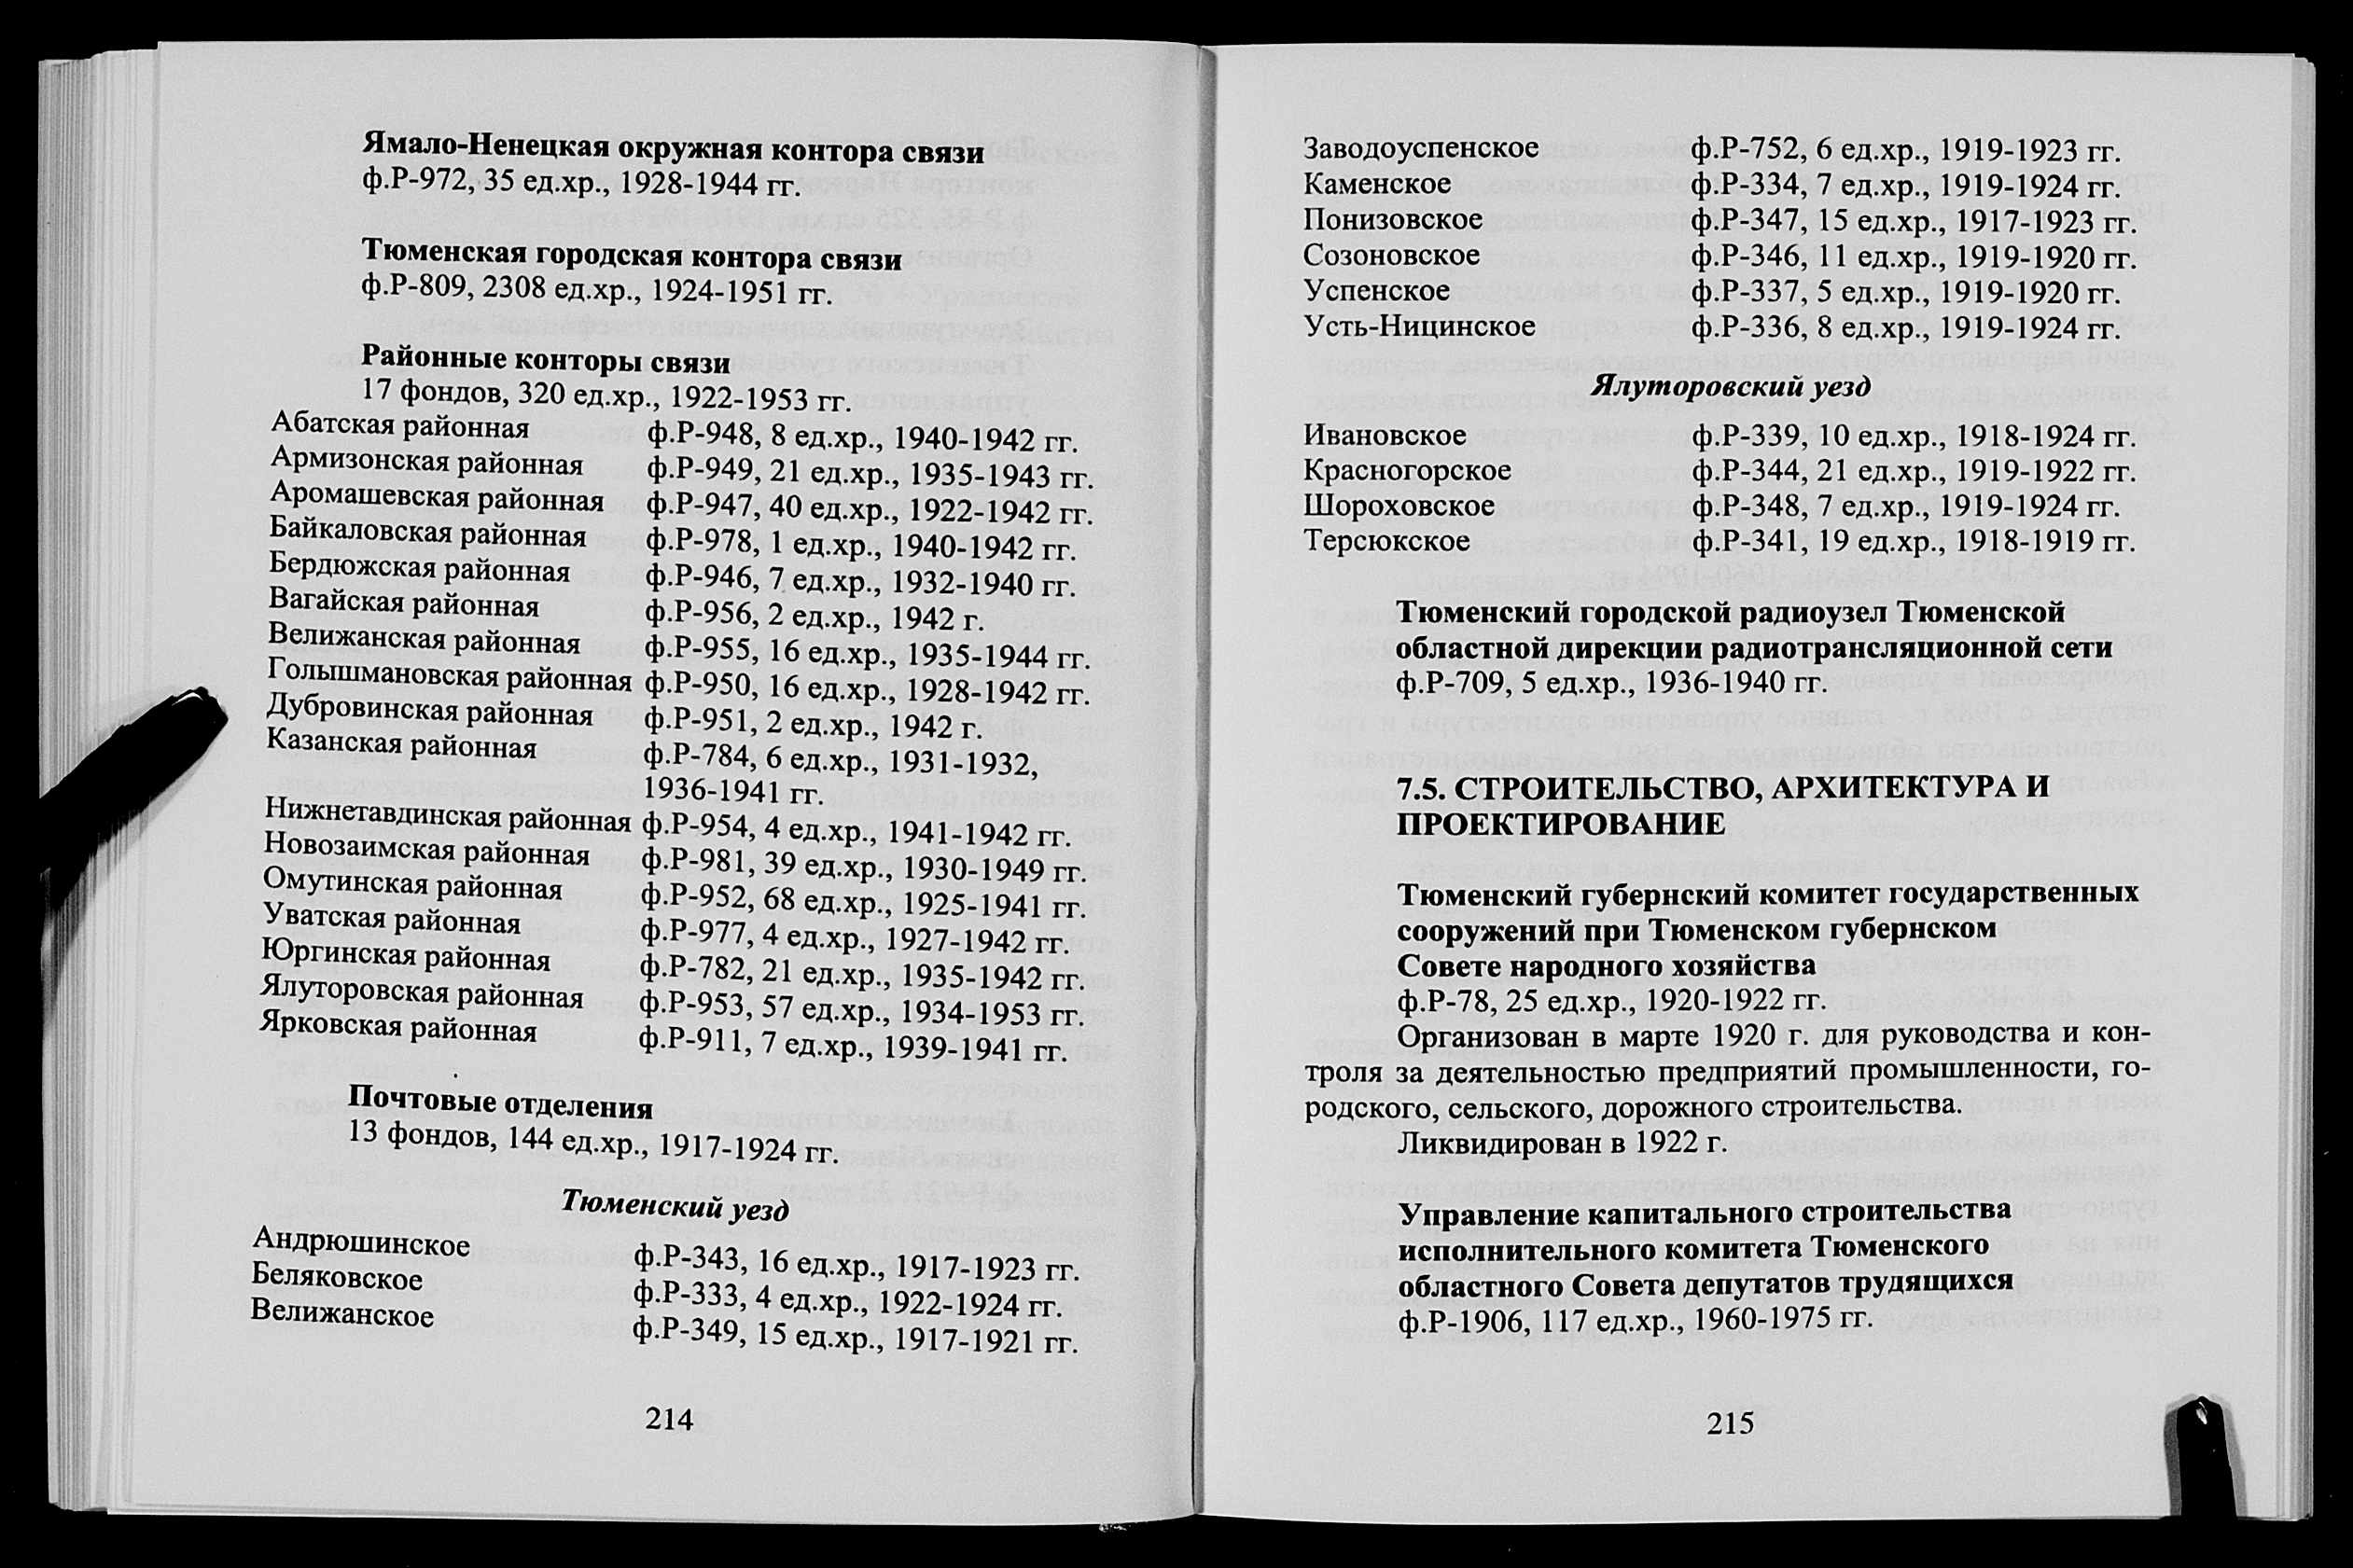 Ямало-Ненецкая окружная контора связи
ф.Р-972, 35 ед.хр., 1928-1944 гг.
Тюменская городская контора связи
ф.Р-809, 2308 ед.хр., 1924-1951 гг.
Районные конторы связи
17 фондов, 320 ед.хр., 1922-1953 гг.
Абатская районная ф.Р-948, 8 ед.хр., 1940-1942 гг.
Армизонская районная ф.Р-949, 21 ед.хр., 1935-1943 гг.
Аромашевская районная ф.Р-947, 40 ед.хр., 1922-1942 гг.
Байкаловская районная ф.Р-978, 1 ед.хр., 1940-1942 гг.
Бердюжская районная ф.Р-946, 7 ед.хр., 1932-1940 гг.
Вагайская районная ф.Р-956, 2 ед.хр., 1942 г.
Велижанская районная ф.Р-955, 16 ед.хр., 1935-1944 гг.
Голышмановская районная ф.Р-950, 16 ед.хр., 1928-1942 гг.
Дубровинская районная ф.Р-951, 2 ед.хр., 1942 г.
Казанская районная ф.Р-784, 6 ед.хр., 1931-1932,
1936-1941 гг.
Нижнетавдинская районная ф.Р-954, 4 ед.хр., 1941-1942 гг.
Новозаимская районная ф.Р-981, 39 ед.хр., 1930-1949 гг.
Омутинская районная ф.Р-952, 68 ед.хр., 1925-1941 гг.
Уватская районная ф.Р-977, 4 ед.хр., 1927-1942 гг.
Юргинская районная ф.Р-782, 21 ед.хр., 1935-1942 гг.
Ялуторовская районная ф.Р-953, 57 ед.хр., 1934-1953 гг.
Ярковская районная ф.Р-911, 7 ед.хр., 1939-1941 гг.
Почтовые отделения
13 фондов, 144 ед.хр., 1917-1924 гг.
Тюменский уезд
Андрюшинское ф.Р-343, 16 ед.хр., 1917-1923 гг.
Беляковское ф.Р-333, 4 ед.хр., 1922-1924 гг.
Велижанское ф.Р-349, 15 ед.хр., 1917-1921 гг.
214
Заводоуспенское ф.Р-752, 6 ед.хр., 1919-1923 гг.
Каменское ф.Р-334, 7 ед.хр., 1919-1924 гг.
Понизовское ф.Р-347, 15 ед.хр., 1917-1923 гг.
Созоновское ф.Р-346, 11 ед.хр., 1919-1920 гг.
Успенское ф.Р-337, 5 ед.хр., 1919-1920 гг.
Усть-Ницинское ф.Р-336, 8 ед.хр., 1919-1924 гг.
Ялуторовский уезд
Ивановское ф.Р-339, 10 ед.хр., 1918-1924 гг.
Красногорское ф.Р-344, 21 ед.хр., 1919-1922 гг.
Шороховское ф.Р-348, 7 ед.хр., 1919-1924 гг.
Терсюкское ф.Р-341, 19 ед.хр., 1918-1919 гг.
Тюменский городской радиоузел Тюменской
областной дирекции радиотрансляционной сети
ф.Р-709, 5 ед.хр., 1936-1940 гг.
7.5. СТРОИТЕЛЬСТВО, АРХИТЕКТУРА И
ПРОЕКТИРОВАНИЕ
Тюменский губернский комитет государственных
сооружений при Тюменском губернском
Совете народного хозяйства
ф.Р-78, 25 ед.хр., 1920-1922 гг.
Организован в марте 1920 г. для руководства и кон-
троля за деятельностью предприятий промышленности, го-
родского, сельского, дорожного строительства.
Ликвидирован в 1922 г.
Управление капитального строительства
исполнительного комитета Тюменского
областного Совета депутатов трудящихся
ф.Р-1906, 117 ед.хр., 1960-1975 гг.
215